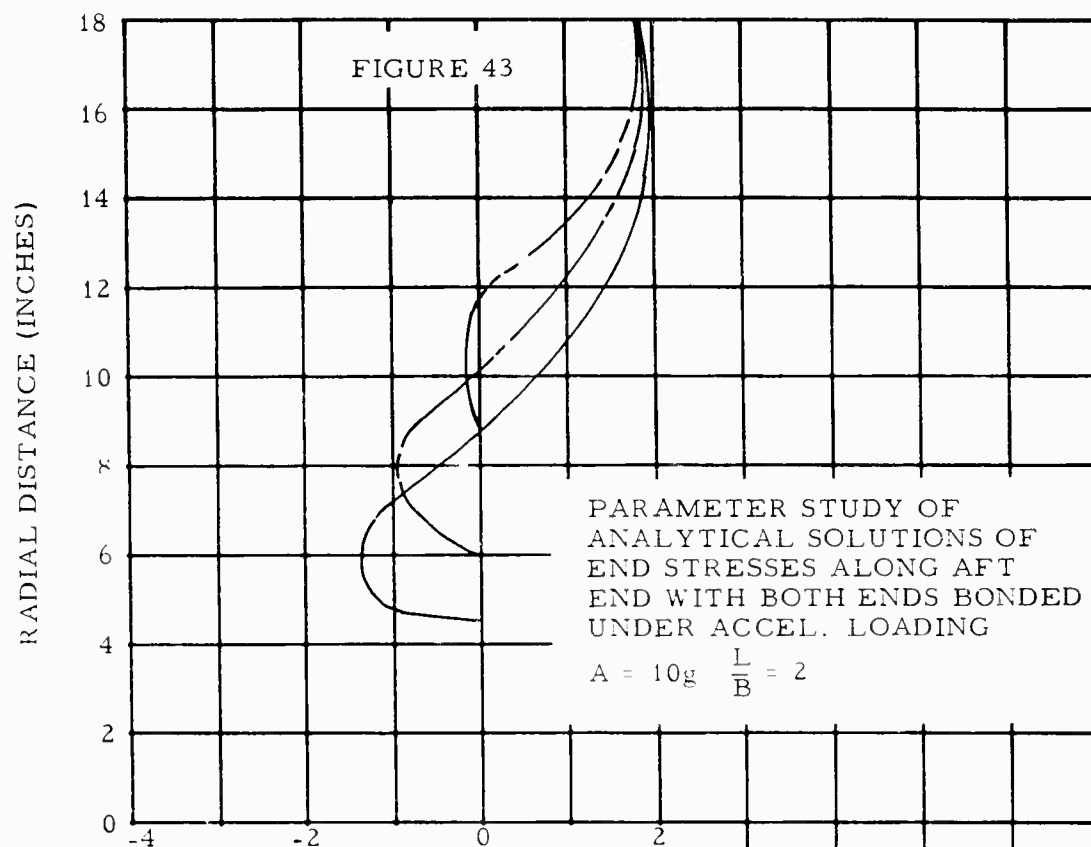 18
FIGURE 43
16
14
12
10
8
6
4
2
0
RADIAL DISTANCE (INCHES)
PARAMETER STUDY OF
ANALYTICAL SOLUTIONS OF
END STRESSES ALONG AFT
END WITH BOTH ENDS BONDED
UNDER ACCEL. LOADING
A = 10g L/B = 2
-4 -2 0 2